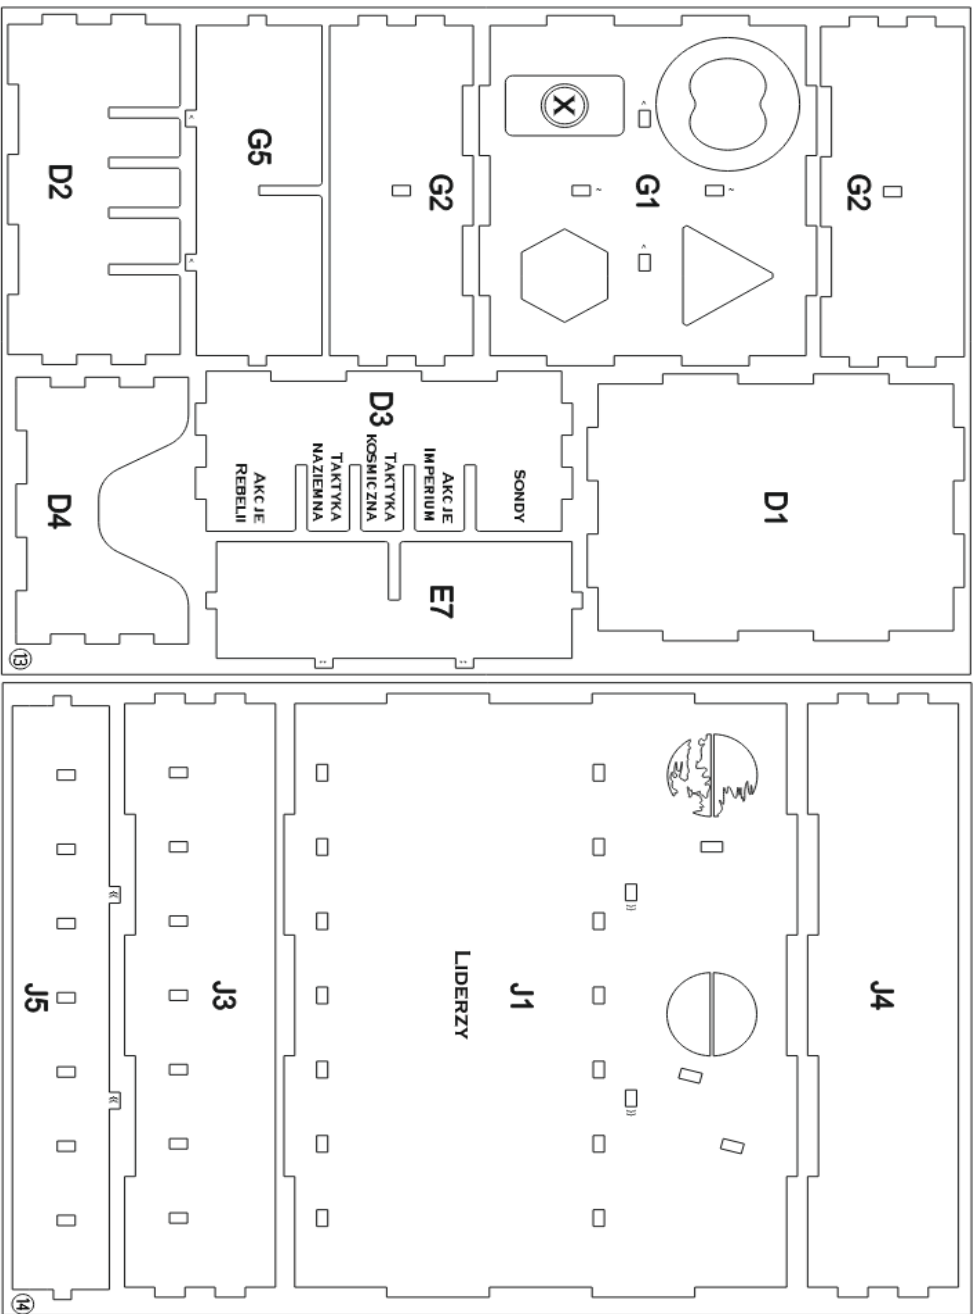 D2
G5
G2
G1
X
G2
D4
D3
AKCJE
REBELII
TAKTYKA
NAZIEMNA
TAKTYKA
KOSMICZNA
AKCJE
IMPERIUM
SONDY
E7
D1
13
J5
J3
LIDERZY
J1
J4
14